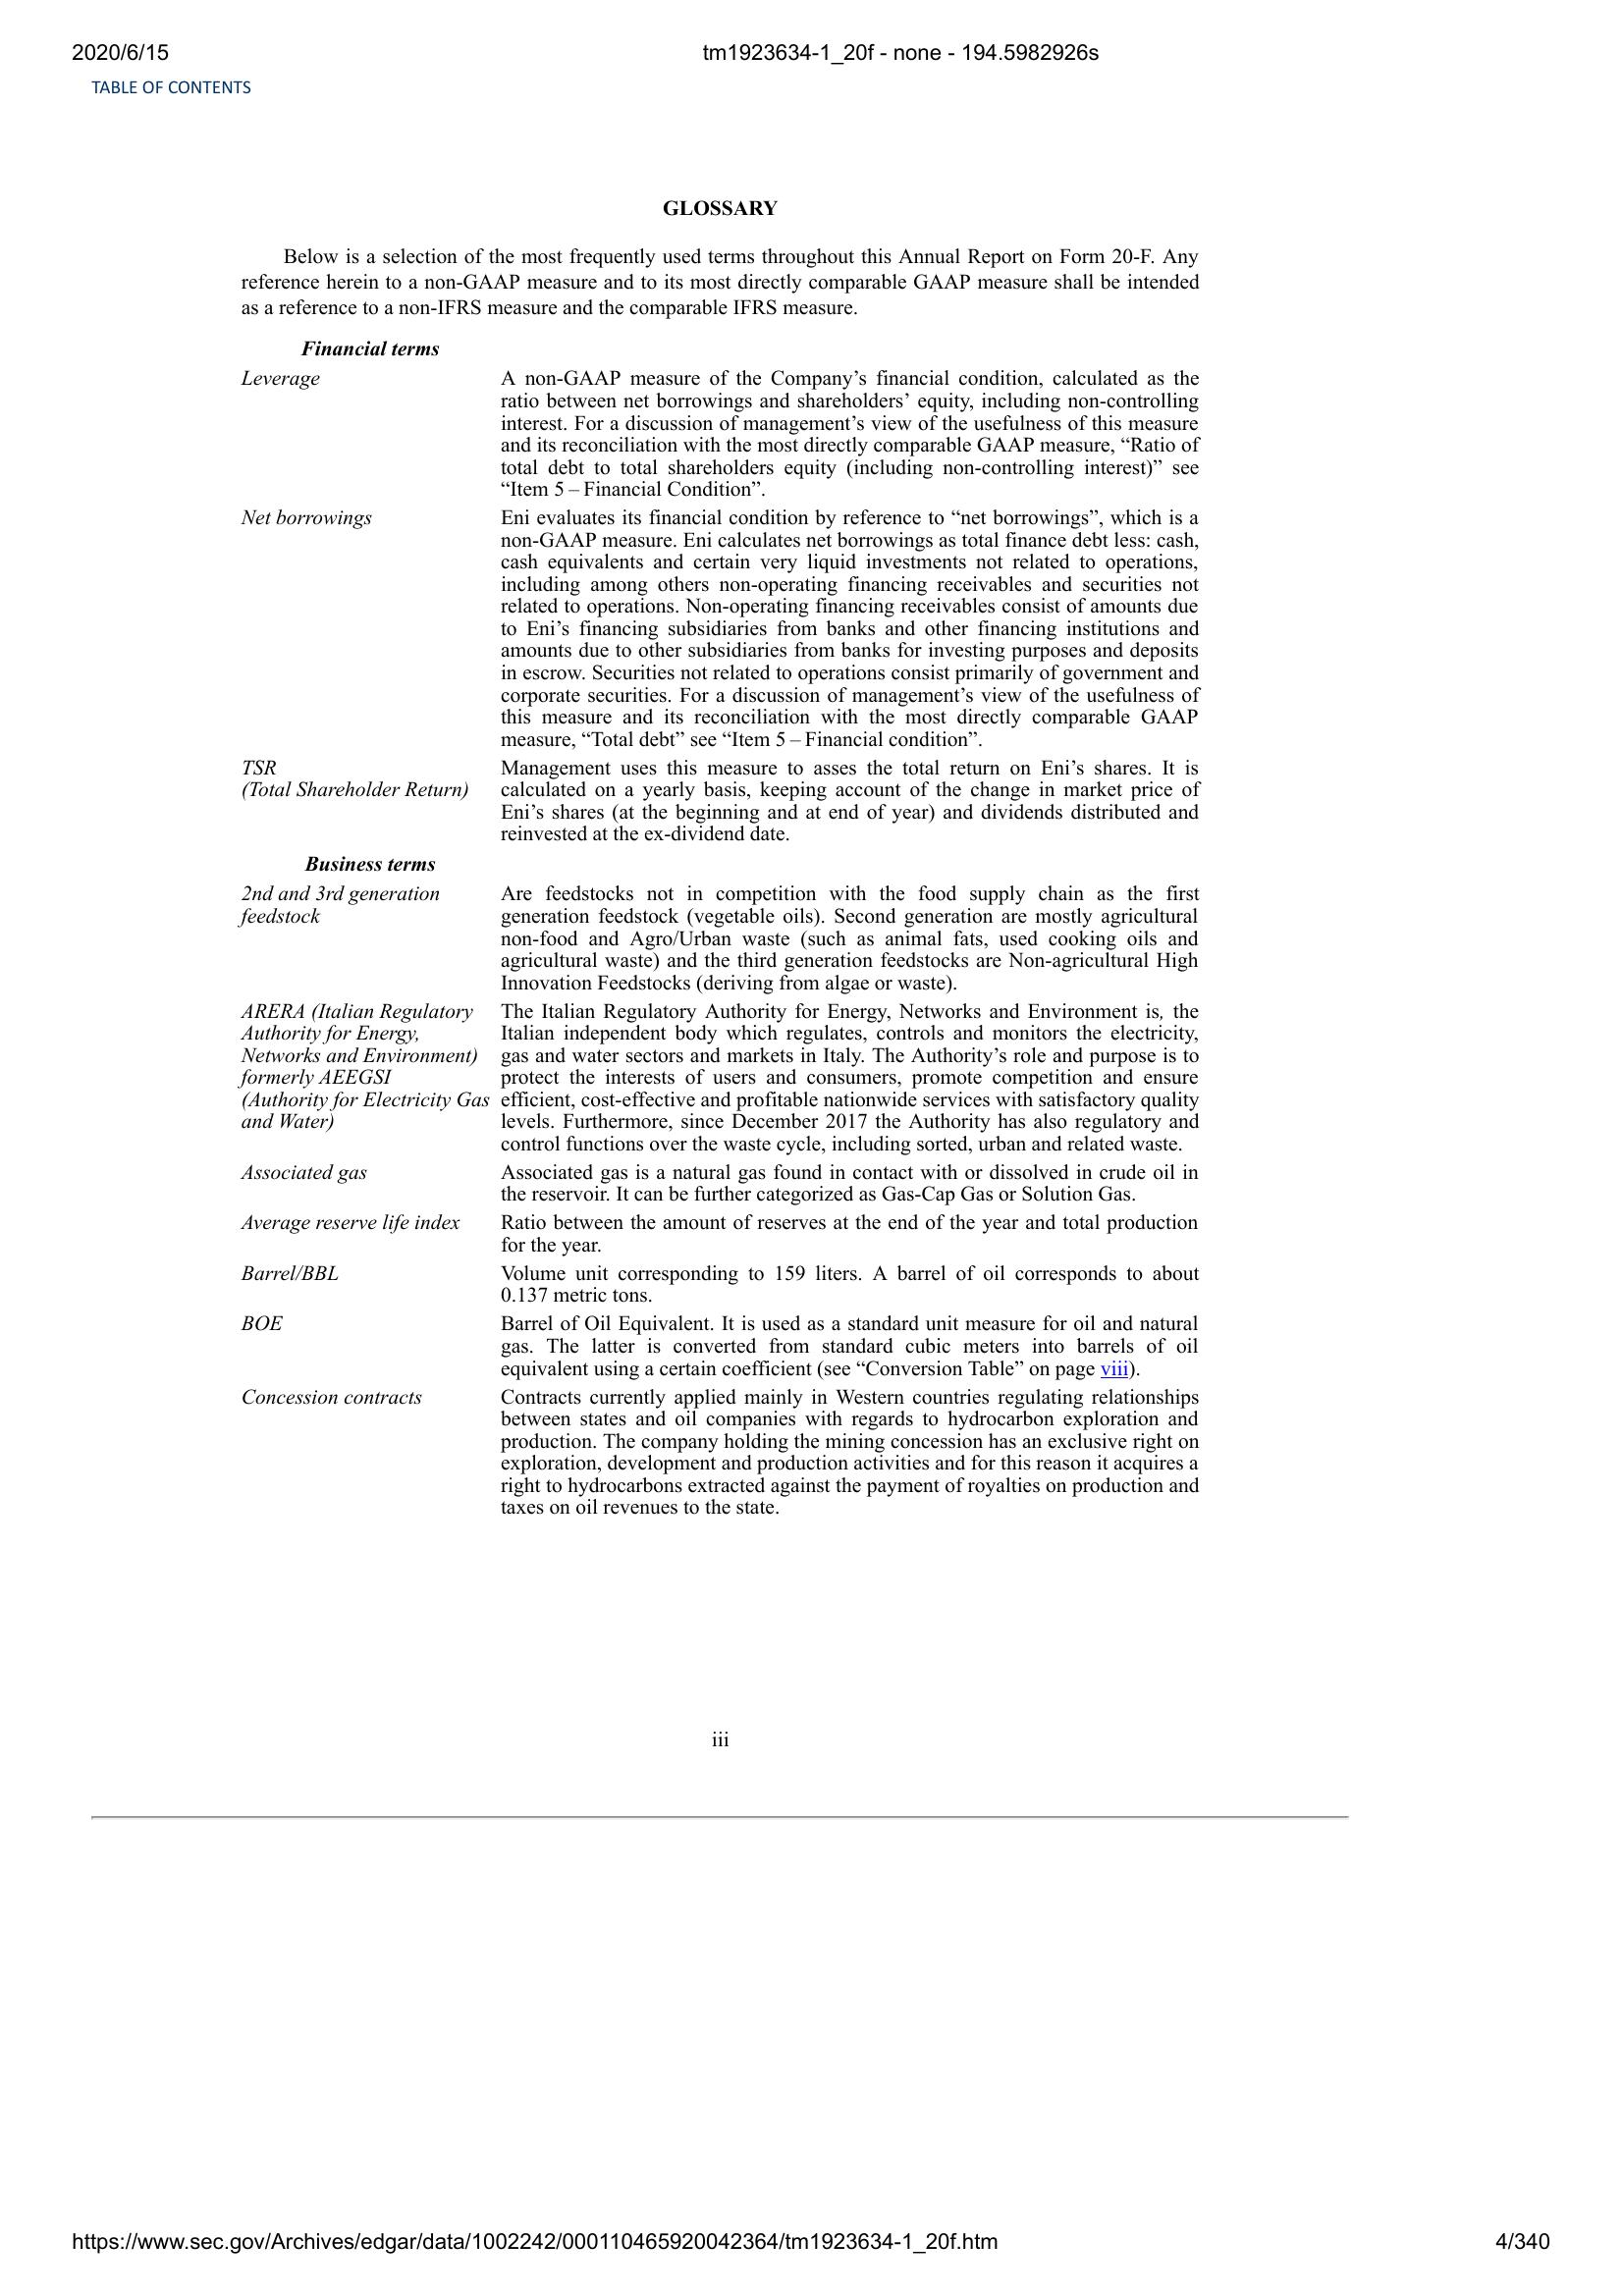 2020/6/15
tm1923634-1_20f - none - 194.5982926s
TABLE OF CONTENTS
GLOSSARY
Below is a selection of the most frequently used terms throughout this Annual Report on Form 20-F. Any
reference herein to a non-GAAP measure and to its most directly comparable GAAP measure shall be intended
as a reference to a non-IFRS measure and the comparable IFRS measure.
Financial terms
Leverage
A non-GAAP measure of the Company’s financial condition, calculated as the
ratio between net borrowings and shareholders’ equity, including non-controlling
interest. For a discussion of management’s view of the usefulness of this measure
and its reconciliation with the most directly comparable GAAP measure, “Ratio of
total debt to total shareholders equity (including non-controlling interest)” see
“Item 5 – Financial Condition”.
Net borrowings
Eni evaluates its financial condition by reference to “net borrowings”, which is a
non-GAAP measure. Eni calculates net borrowings as total finance debt less: cash,
cash equivalents and certain very liquid investments not related to operations,
including among others non-operating financing receivables and securities not
related to operations. Non-operating financing receivables consist of amounts due
to Eni’s financing subsidiaries from banks and other financing institutions and
amounts due to other subsidiaries from banks for investing purposes and deposits
in escrow. Securities not related to operations consist primarily of government and
corporate securities. For a discussion of management’s view of the usefulness of
this measure and its reconciliation with the most directly comparable GAAP
measure, “Total debt” see “Item 5 – Financial condition”.
TSR
(Total Shareholder Return)
Management uses this measure to asses the total return on Eni’s shares. It is
calculated on a yearly basis, keeping account of the change in market price of
Eni’s shares (at the beginning and at end of year) and dividends distributed and
reinvested at the ex-dividend date.
Business terms
2nd and 3rd generation
feedstock
Are feedstocks not in competition with the food supply chain as the first
generation feedstock (vegetable oils). Second generation are mostly agricultural
non-food and Agro/Urban waste (such as animal fats, used cooking oils and
agricultural waste) and the third generation feedstocks are Non-agricultural High
Innovation Feedstocks (deriving from algae or waste).
ARERA (Italian Regulatory
Authority for Energy,
Networks and Environment)
formerly AEEGSI
(Authority for Electricity Gas
and Water)
The Italian Regulatory Authority for Energy, Networks and Environment is, the
Italian independent body which regulates, controls and monitors the electricity,
gas and water sectors and markets in Italy. The Authority’s role and purpose is to
protect the interests of users and consumers, promote competition and ensure
efficient, cost-effective and profitable nationwide services with satisfactory quality
levels. Furthermore, since December 2017 the Authority has also regulatory and
control functions over the waste cycle, including sorted, urban and related waste.
Associated gas
Associated gas is a natural gas found in contact with or dissolved in crude oil in
the reservoir. It can be further categorized as Gas-Cap Gas or Solution Gas.
Average reserve life index
Ratio between the amount of reserves at the end of the year and total production
for the year.
Barrel/BBL
Volume unit corresponding to 159 liters. A barrel of oil corresponds to about
0.137 metric tons.
BOE
Barrel of Oil Equivalent. It is used as a standard unit measure for oil and natural
gas. The latter is converted from standard cubic meters into barrels of oil
equivalent using a certain coefficient (see “Conversion Table” on page viii).
Concession contracts
Contracts currently applied mainly in Western countries regulating relationships
between states and oil companies with regards to hydrocarbon exploration and
production. The company holding the mining concession has an exclusive right on
exploration, development and production activities and for this reason it acquires a
right to hydrocarbons extracted against the payment of royalties on production and
taxes on oil revenues to the state.
iii
https://www.sec.gov/Archives/edgar/data/1002242/000110465920042364/tm1923634-1_20f.htm
4/340